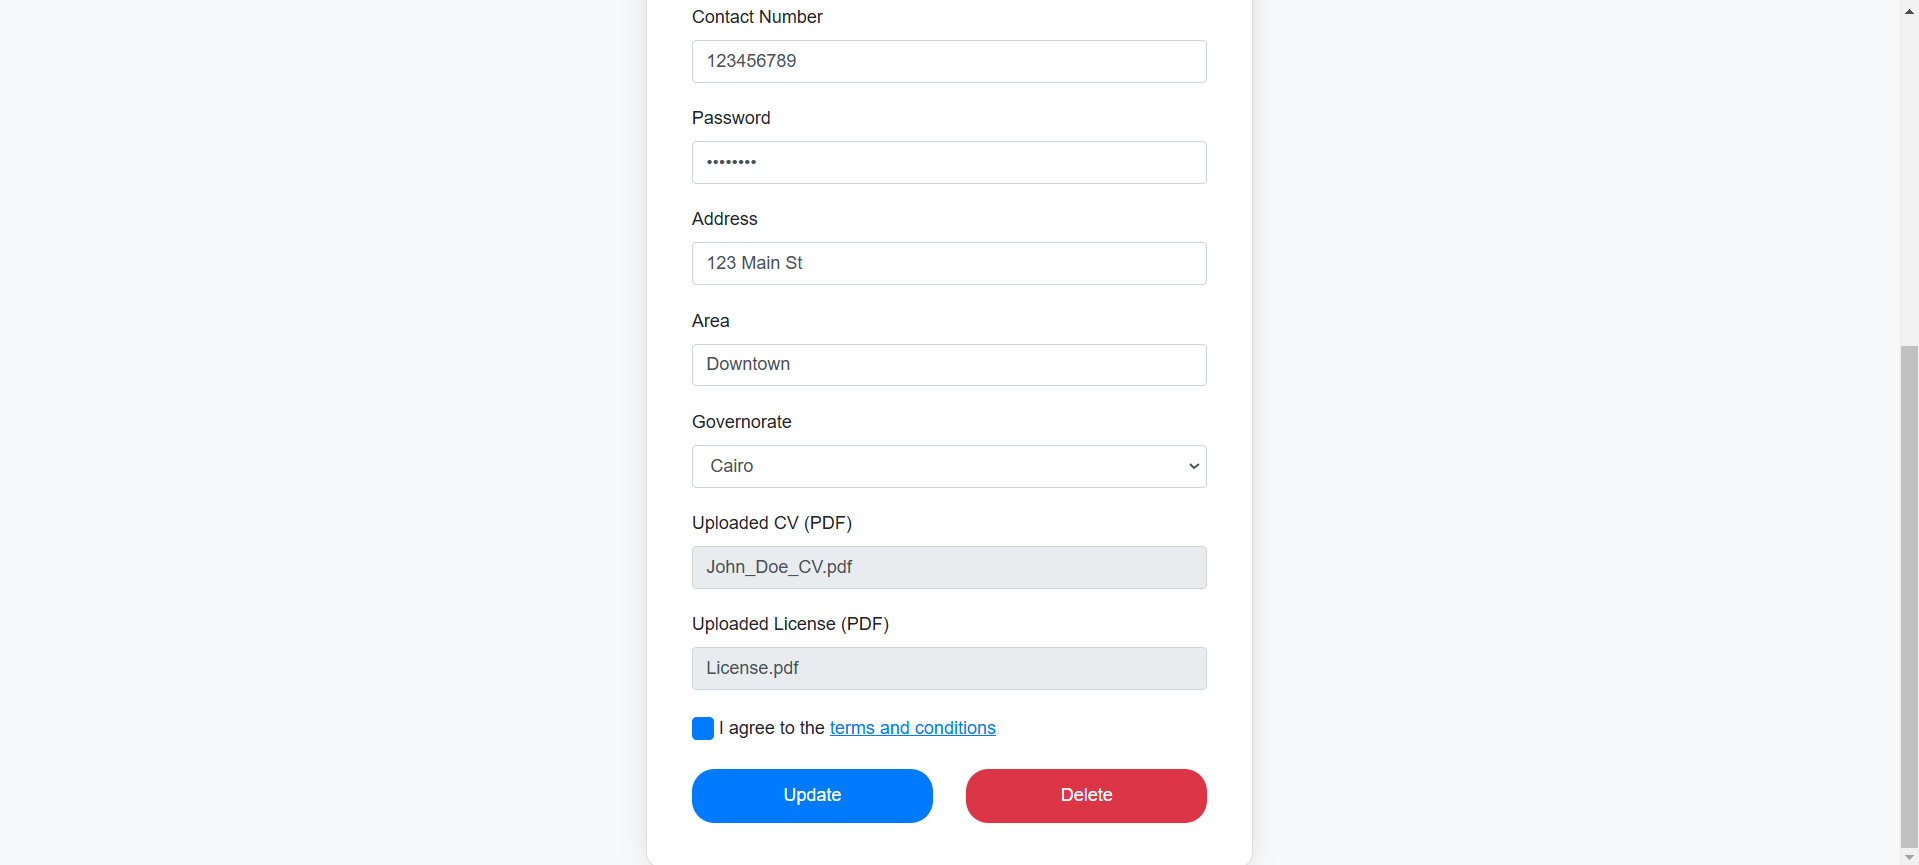 Contact Number
123456789
Password
••••••••
Address
123 Main St
Area
Downtown
Governorate
Cairo
Uploaded CV (PDF)
John_Doe_CV.pdf
Uploaded License (PDF)
License.pdf
I agree to the terms and conditions
Update
Delete